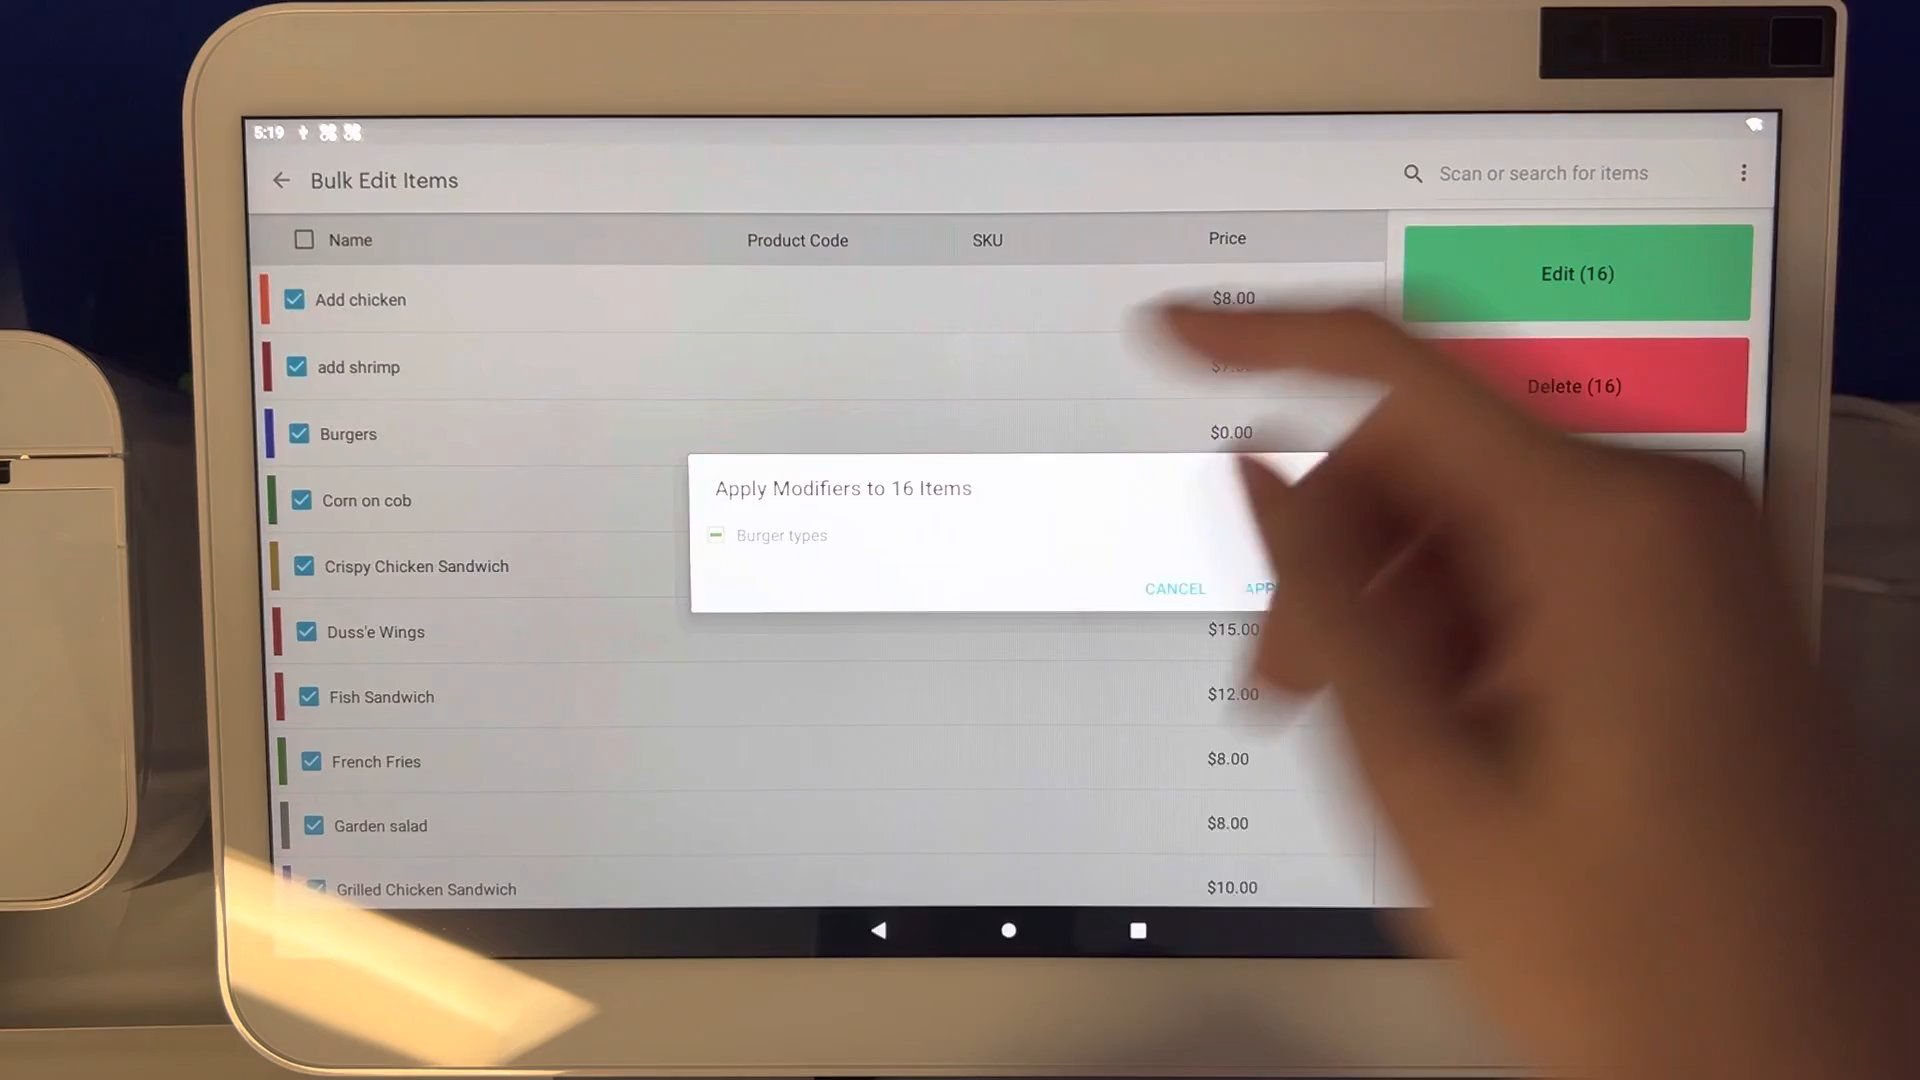 5:19
Bulk Edit Items
Scan or search for items
Name Product Code SKU Price
Edit (16)
Add chicken $8.00
add shrimp
Delete (16)
Burgers $0.00
Apply Modifiers to 16 Items
Corn on cob
Burger types
Crispy Chicken Sandwich
CANCEL
Duss'e Wings $15.00
Fish Sandwich $12.00
French Fries $8.00
Garden salad $8.00
Grilled Chicken Sandwich $10.00